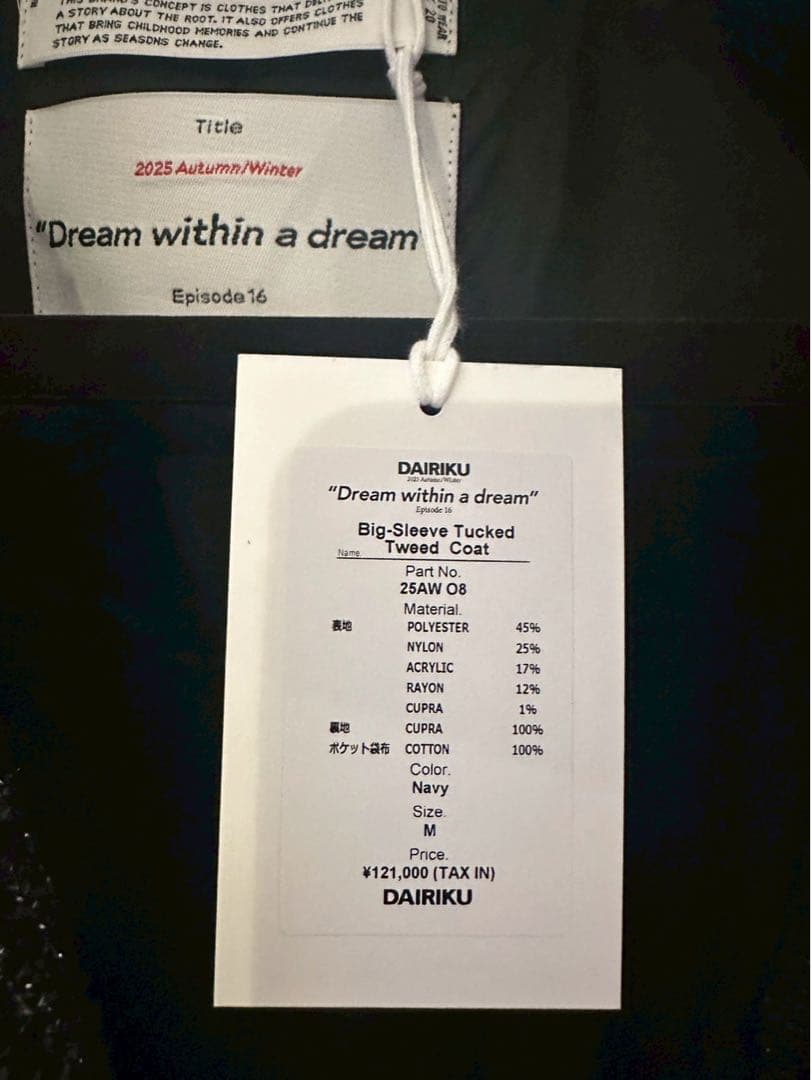 CONCEPT IS CLOTHES THAT
A STORY ABOUT THE ROOT. IT ALSO OFFERS CLOTHES
THAT BRING CHILDHOOD MEMORIES AND CONTINUE THE
STORY AS SEASONS CHANGE.
Title
2025 Autumn/Winter
"Dream within a dream
Episode 16
DAIRIKU
2025 Autumn/Winter
"Dream within a dream"
Episode 16
Big-Sleeve Tucked
Name. Tweed Coat
Part No.
25AW O8
Material.
表地 POLYESTER 45%
NYLON 25%
ACRYLIC 17%
RAYON 12%
CUPRA 1%
裏地 CUPRA 100%
ポケット袋布 COTTON 100%
Color.
Navy
Size.
M
Price.
¥121,000 (TAX IN)
DAIRIKU